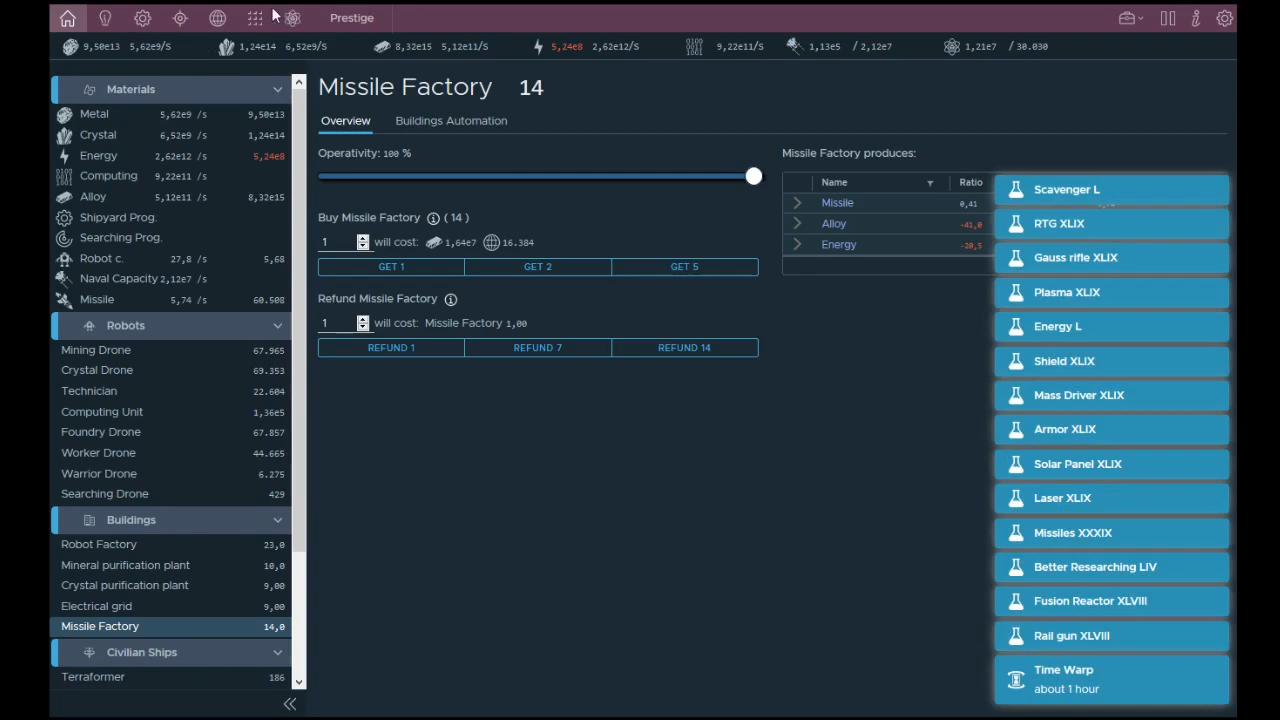 Prestige
9,50e13 5,62e9/S 1,24e14 6,52e9/S 8,32e15 5,12e11/S 5,24e8 2,62e12/S 9,22e11/S 1,13e5 / 2,12e7 1,21e7 / 30.030
Materials
Metal 5,62e9 /s 9,50e13
Crystal 6,52e9 /s 1,24e14
Energy 2,62e12 /s 5,24e8
Computing 9,22e11 /s
Alloy 5,12e11 /s 8,32e15
Shipyard Prog.
Searching Prog.
Robot c. 27,8 /s 5,68
Naval Capacity 2,12e7 /s
Missile 5,74 /s 60.508
Robots
Mining Drone 67.965
Crystal Drone 69.353
Technician 22.604
Computing Unit 1,36e5
Foundry Drone 67.857
Worker Drone 44.665
Warrior Drone 6.275
Searching Drone 429
Buildings
Robot Factory 23,0
Mineral purification plant 10,0
Crystal purification plant 9,00
Electrical grid 9,00
Missile Factory 14,0
Civilian Ships
Terraformer 186
Missile Factory 14
Overview Buildings Automation
Operativity: 100 %
Buy Missile Factory ( 14 )
1 will cost: 1,64e7 16.384
GET 1 GET 2 GET 5
Refund Missile Factory
1 will cost: Missile Factory 1,00
REFUND 1 REFUND 7 REFUND 14
Missile Factory produces:
Name Ratio
Missile 0,41
Alloy -41,0
Energy -20,5
Scavenger L
RTG XLIX
Gauss rifle XLIX
Plasma XLIX
Energy L
Shield XLIX
Mass Driver XLIX
Armor XLIX
Solar Panel XLIX
Laser XLIX
Missiles XXXIX
Better Researching LIV
Fusion Reactor XLVIII
Rail gun XLVIII
Time Warp
about 1 hour